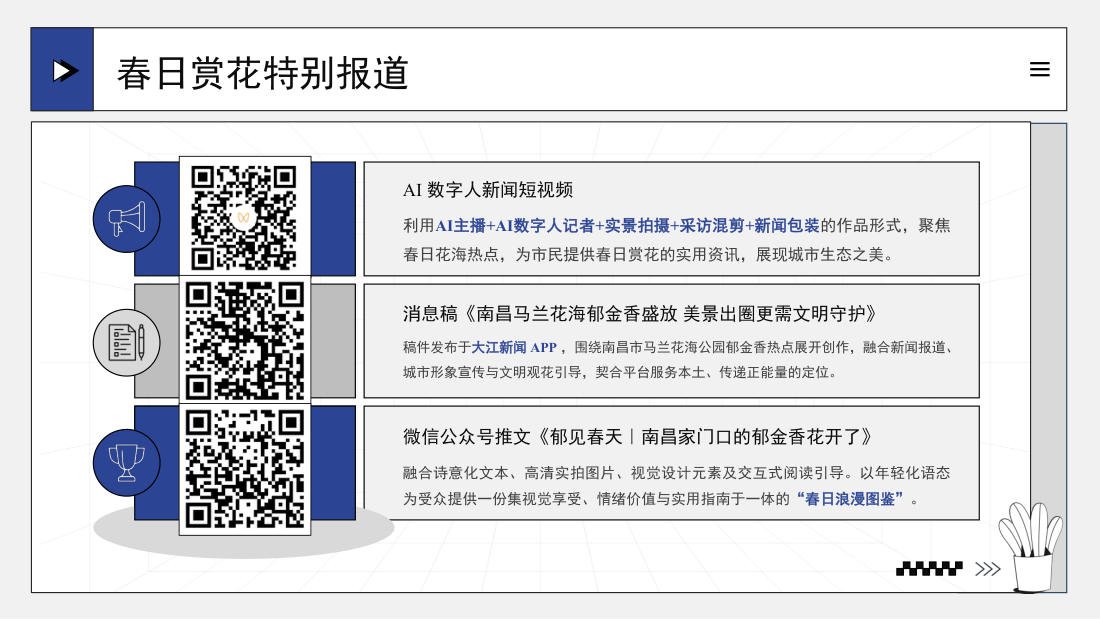 春日赏花特别报道
AI 数字人新闻短视频
利用AI主播+AI数字人记者+实景拍摄+采访混剪+新闻包装的作品形式，聚焦
春日花海热点，为市民提供春日赏花的实用资讯，展现城市生态之美。
消息稿《南昌马兰花海郁金香盛放 美景出圈更需文明守护》
稿件发布于大江新闻 APP ，围绕南昌市马兰花海公园郁金香热点展开创作，融合新闻报道、
城市形象宣传与文明观花引导，契合平台服务本土、传递正能量的定位。
微信公众号推文《郁见春天｜南昌家门口的郁金香花开了》
融合诗意化文本、高清实拍图片、视觉设计元素及交互式阅读引导。以年轻化语态
为受众提供一份集视觉享受、情绪价值与实用指南于一体的“春日浪漫图鉴”。